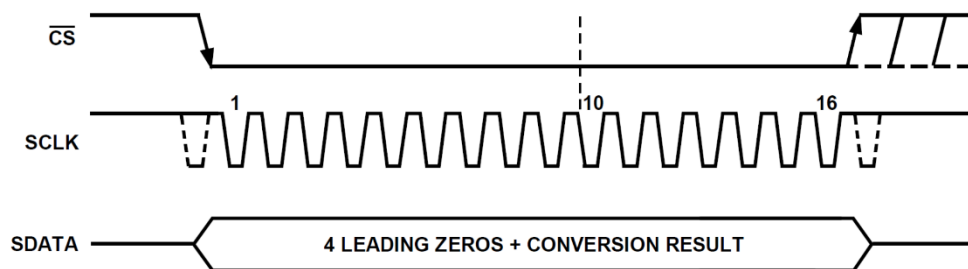 CS
1 10 16
SCLK
SDATA 4 LEADING ZEROS + CONVERSION RESULT